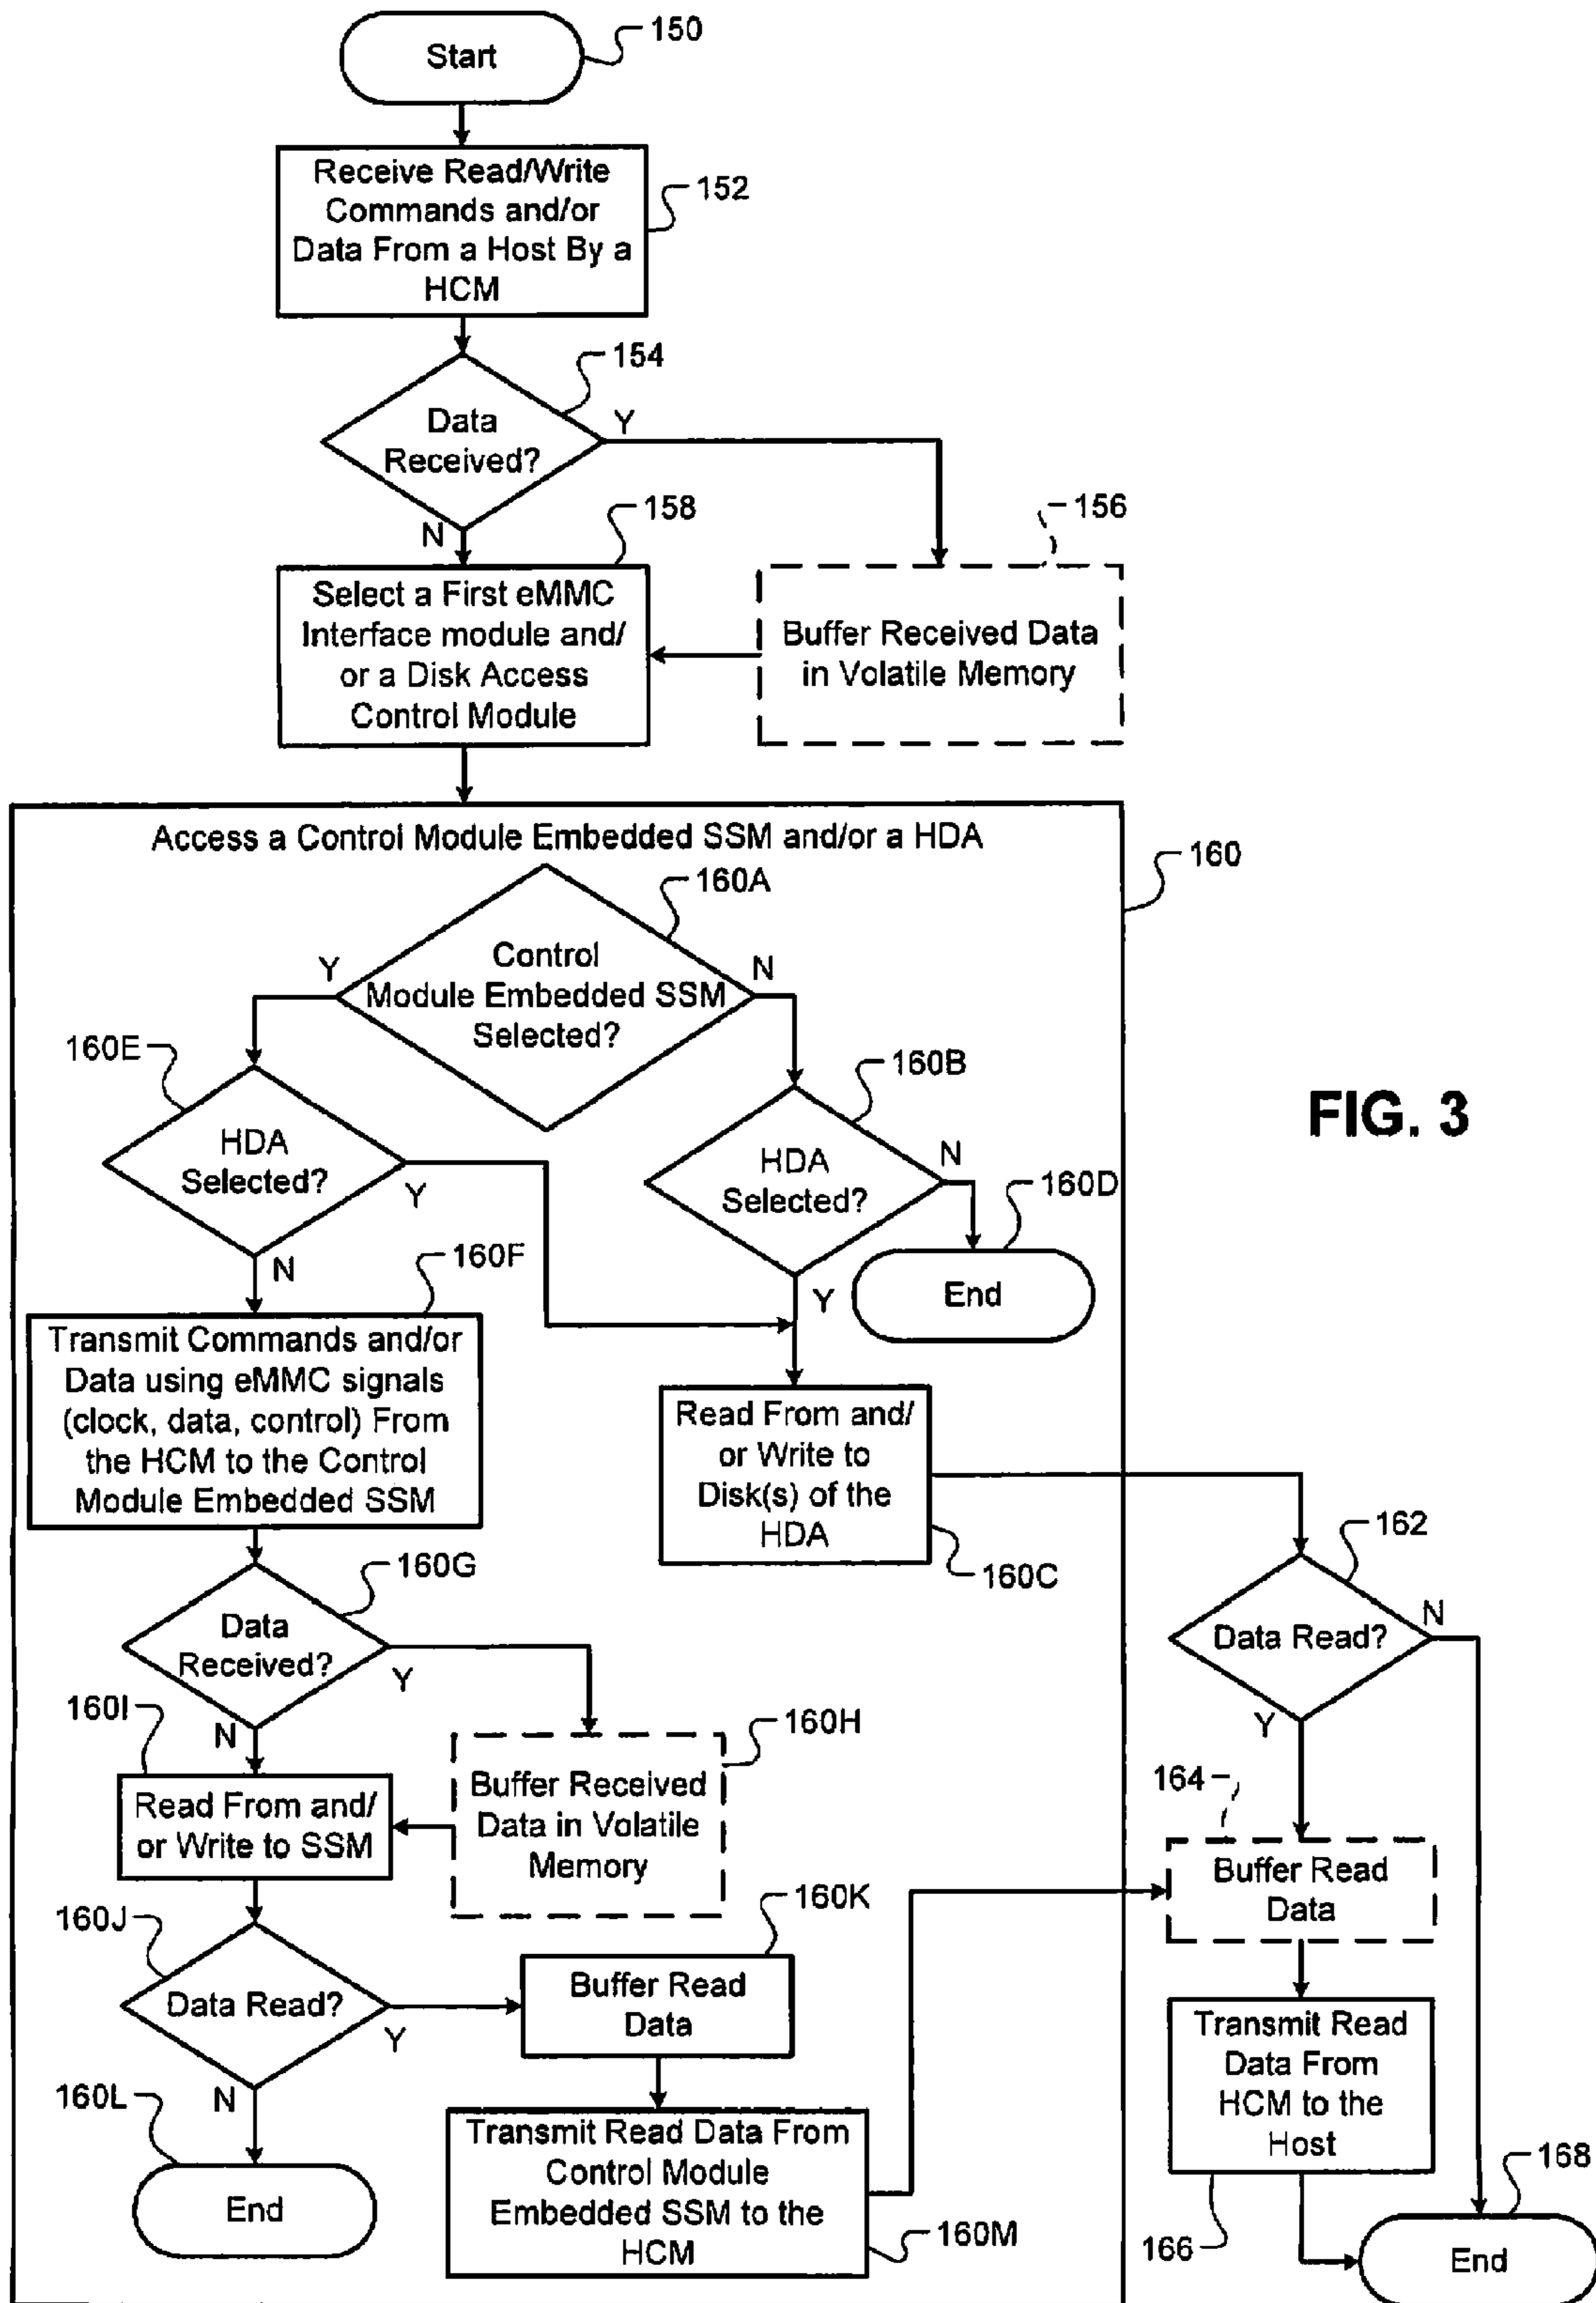 Start
150
Receive Read/Write
Commands and/or
Data From a Host By a
HCM
152
154
Data
Received?
Y
N
158
156
Select a First eMMC
Interface module and/
or a Disk Access
Control Module
Buffer Received Data
in Volatile Memory
Access a Control Module Embedded SSM and/or a HDA
160
160A
Control
Module Embedded SSM
Selected?
Y
N
160E
160B
HDA
Selected?
Y
N
HDA
Selected?
N
Y
160D
End
FIG. 3
160F
Transmit Commands and/or
Data using eMMC signals
(clock, data, control) From
the HCM to the Control
Module Embedded SSM
Read From and/
or Write to
Disk(s) of the
HDA
160C
160G
Data
Received?
Y
N
162
Data Read?
N
Y
160I
160H
Read From and/
or Write to SSM
Buffer Received
Data in Volatile
Memory
164
Buffer Read
Data
160J
160K
Data Read?
Y
N
Buffer Read
Data
Transmit Read
Data From
HCM to the
Host
166
160L
End
Transmit Read Data From
Control Module
Embedded SSM to the
HCM
160M
168
End